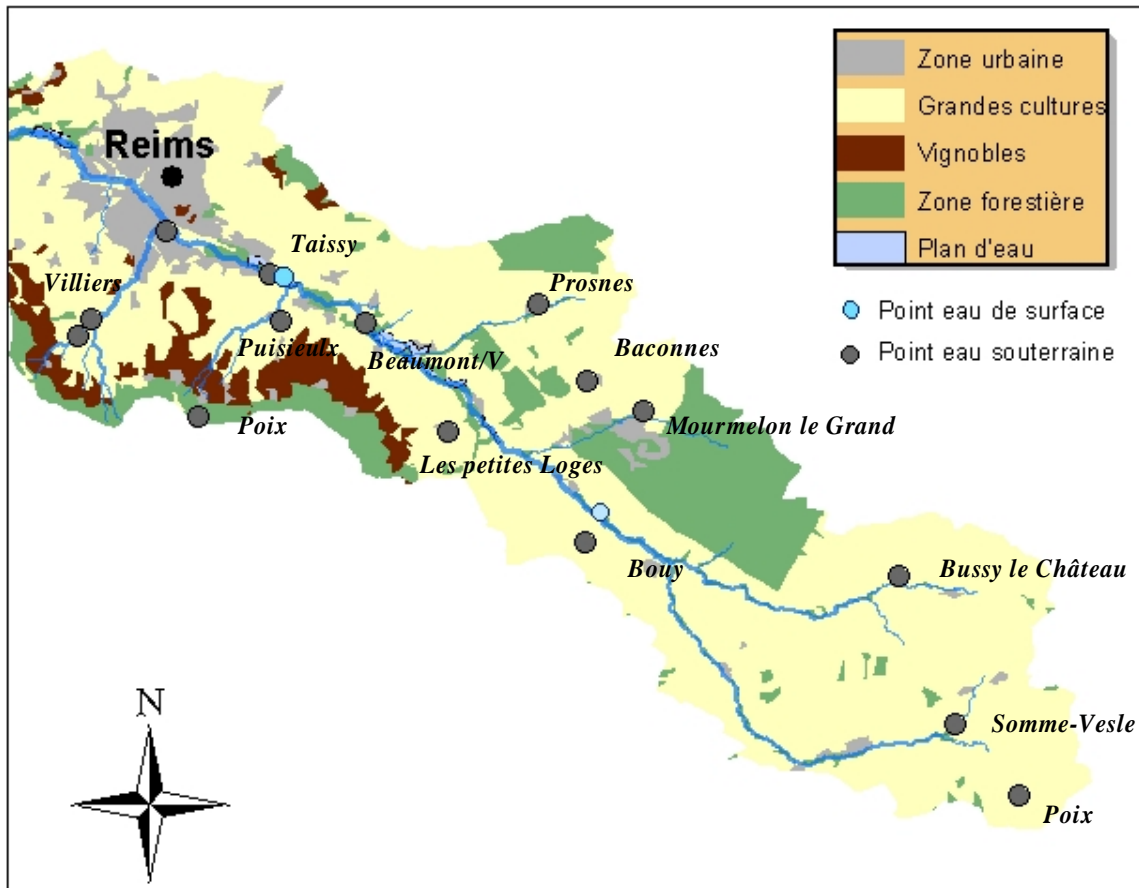 Zone urbaine
Grandes cultures
Vignobles
Zone forestière
Plan d'eau
Point eau de surface
Point eau souterraine
Reims
Taissy
Villiers
Prosnes
Puisieulx
Beaumont/V
Baconnes
Poix
Mourmelon le Grand
Les petites Loges
Bouy
Bussy le Château
N
Somme-Vesle
Poix